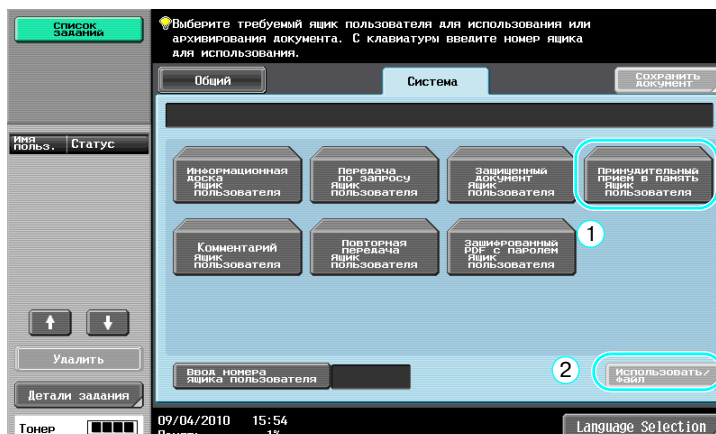 Список
заданий
Выберите требуемый ящик пользователя для использования или
архивирования документа. С клавиатуры введите номер ящика
для использования.
Общий
Система
Сохранить
документ
Имя
польз.
Статус
Информационная
доска
Ящик
пользователя
Передача
по запросу
Ящик
пользователя
Защищенный
документ
Ящик
пользователя
Принудительный
прием в память
Ящик
пользователя
1
Комментарий
Ящик
пользователя
Повторная
передача
Ящик
пользователя
Зашифрованный
PDF с паролем
Ящик
пользователя
Удалить
Ввод номера
ящика пользователя
2
Использовать/
файл
Детали задания
Тонер
09/04/2010 15:54
Память 1%
Language Selection